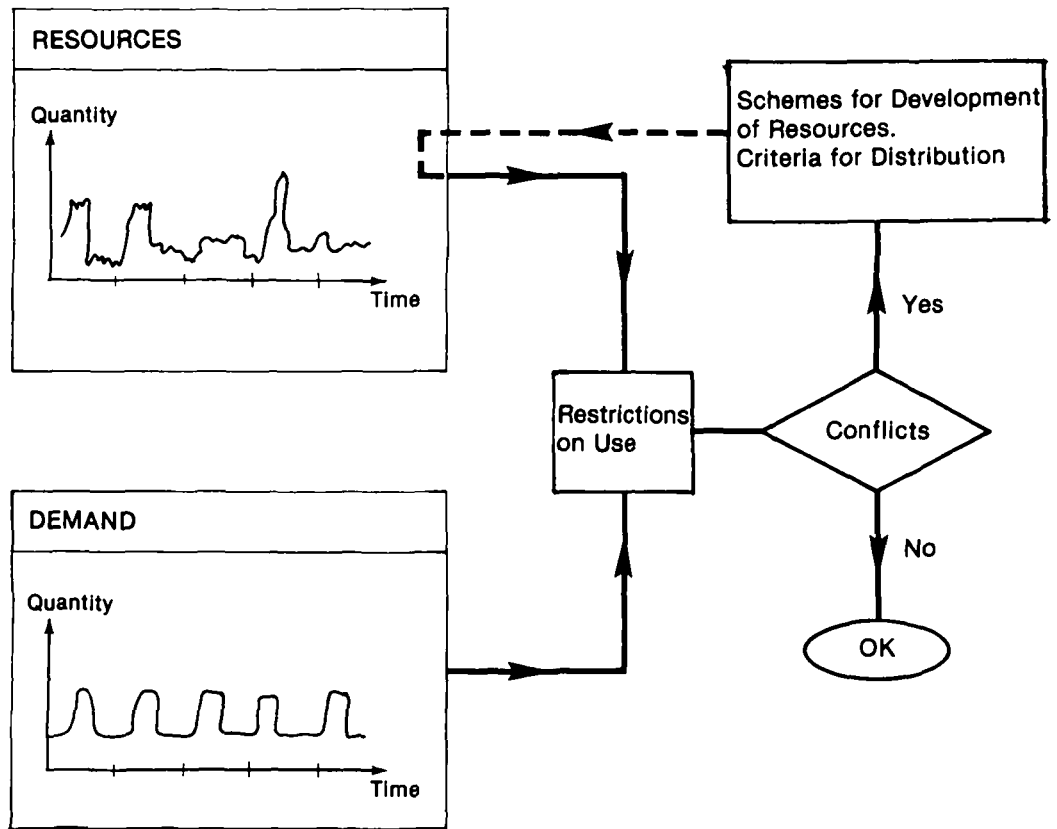 RESOURCES
Quantity
Time
Schemes for Development
of Resources.
Criteria for Distribution
Yes
Restrictions
on Use
Conflicts
No
OK
DEMAND
Quantity
Time